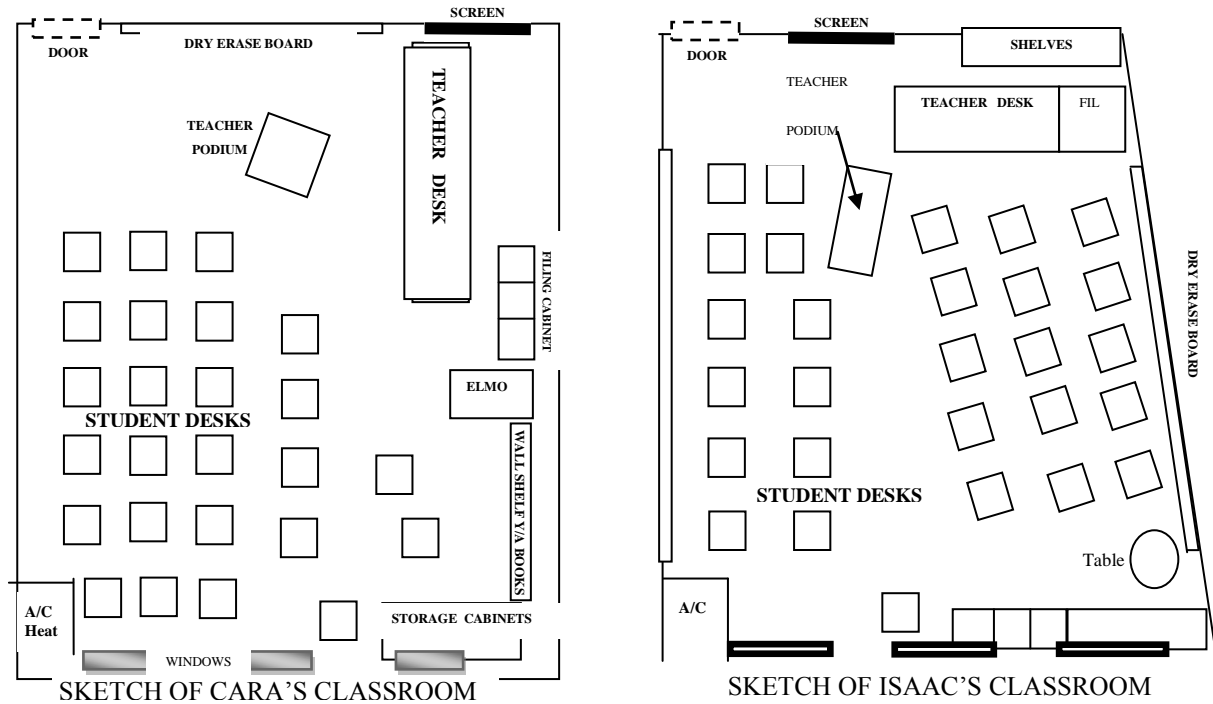 SCREEN
DOOR
DRY ERASE BOARD
TEACHER
PODIUM
TEACHER DESK
FILING CABINET
ELMO
STUDENT DESKS
WALL SHELF Y/A BOOKS
A/C
Heat
STORAGE CABINETS
WINDOWS
SKETCH OF CARA'S CLASSROOM
SCREEN
DOOR
SHELVES
TEACHER
PODIUM
TEACHER DESK
FIL
DRY ERASE BOARD
STUDENT DESKS
Table
A/C
SKETCH OF ISAAC'S CLASSROOM